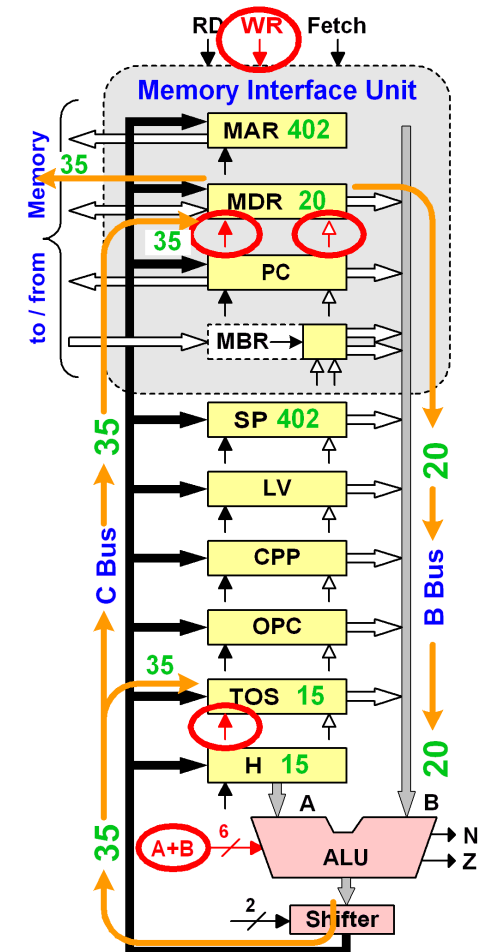 RD WR Fetch
Memory Interface Unit
MAR 402
35
MDR 20
35
PC
MBR
to / from Memory
SP 402
35
20
LV
C Bus
B Bus
CPP
OPC
35
TOS 15
20
H 15
A B
35
A+B
6
ALU
N
Z
2
Shifter